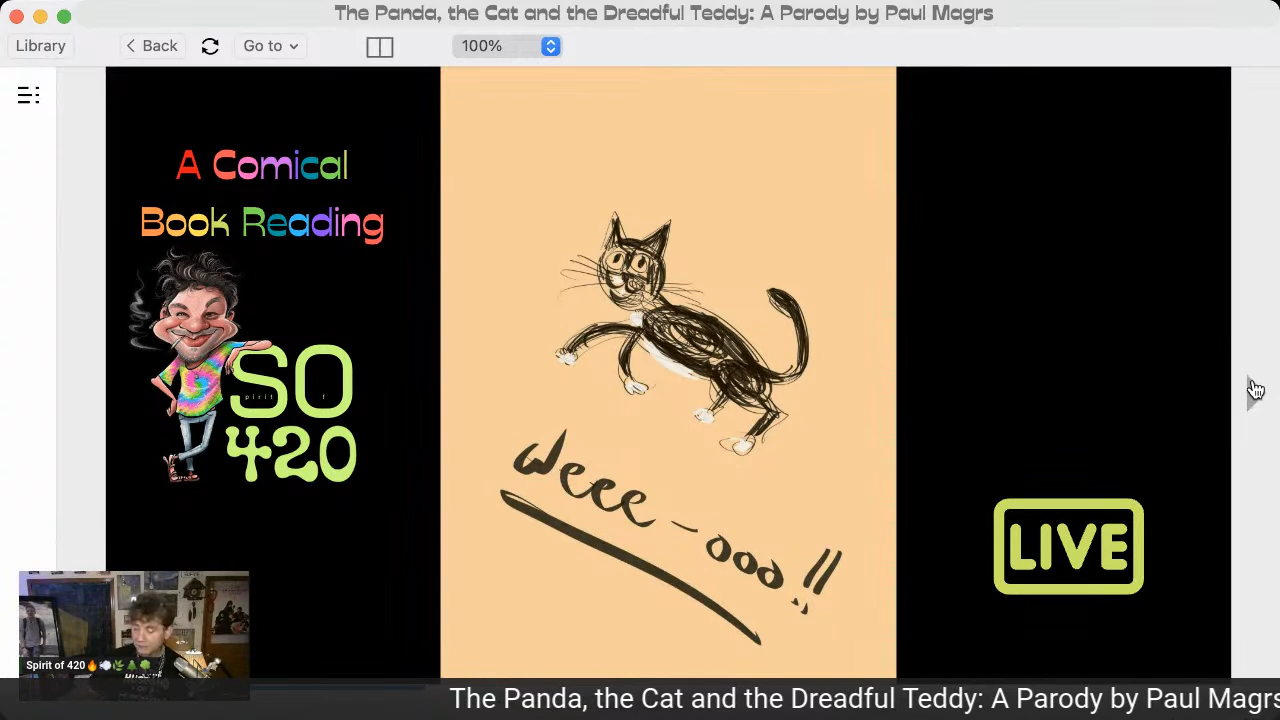 The Panda, the Cat and the Dreadful Teddy: A Parody by Paul Magrs
Library
Back
Go to
100%
A Comical
Book Reading
SO
pirit f
420
Weee-ooo!!
LIVE
Spirit of 420
The Panda, the Cat and the Dreadful Teddy: A Parody by Paul Magrs